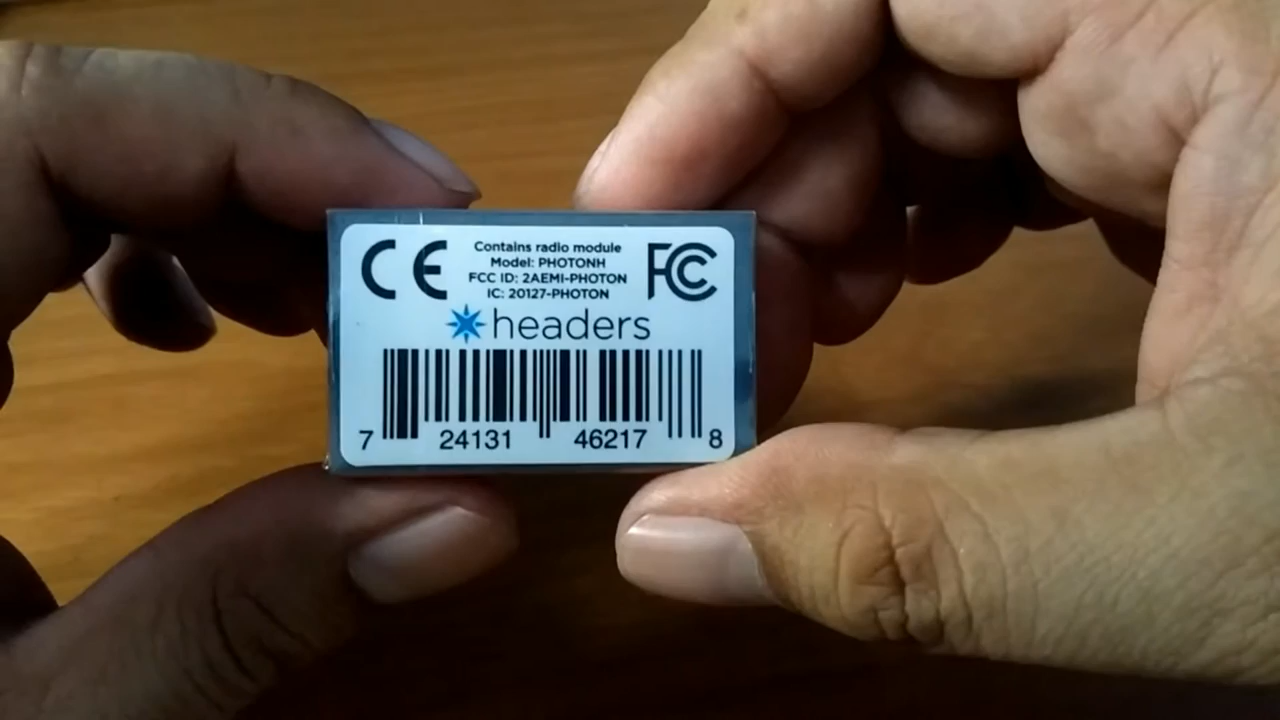 CE
Contains radio module
Model: PHOTONH
FCC ID: 2AEMI-PHOTON
IC: 20127-PHOTON
FC
headers
7 24131 46217 8